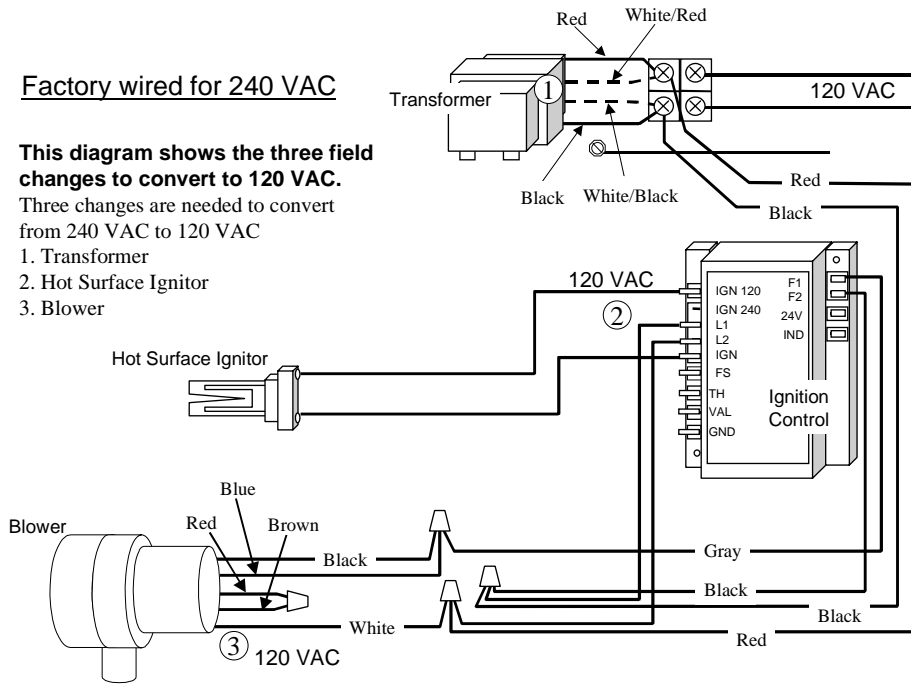 Factory wired for 240 VAC
This diagram shows the three field
changes to convert to 120 VAC.
Three changes are needed to convert
from 240 VAC to 120 VAC
1. Transformer
2. Hot Surface Ignitor
3. Blower
Red
White/Red
Transformer
1
120 VAC
Black
White/Black
Red
Black
120 VAC
2
IGN 120
IGN 240
L1
L2
IGN
FS
TH
VAL
GND
F1
F2
24V
IND
Ignition
Control
Hot Surface Ignitor
Blower
Blue
Red
Brown
Black
Gray
Black
Black
White
Red
3
120 VAC